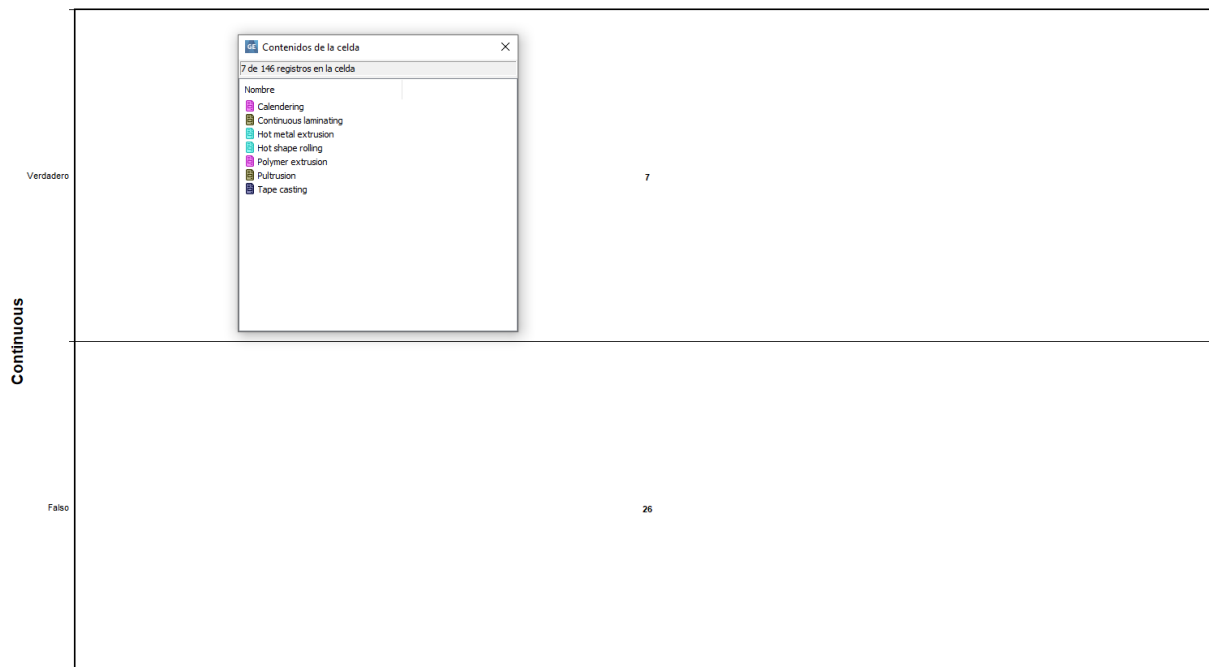 GE Contenidos de la celda
7 de 146 registros en la celda
Nombre
Calendering
Continuous laminating
Hot metal extrusion
Hot shape rolling
Polymer extrusion
Pultrusion
Tape casting
Verdadero
7
Continuous
Falso
26